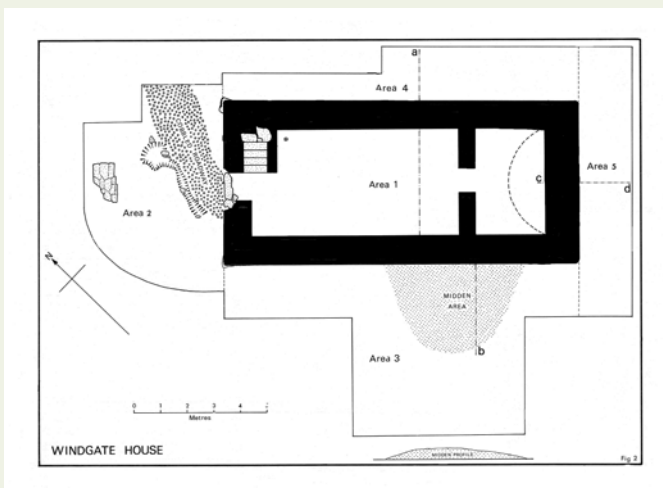 a
Area 4
*
Area 1
c
Area 5
d
Area 2
N
MIDDEN
AREA
b
Area 3
0 1 2 3 4
Metres
WINDGATE HOUSE
MIDDEN PROFILE
Fig 2